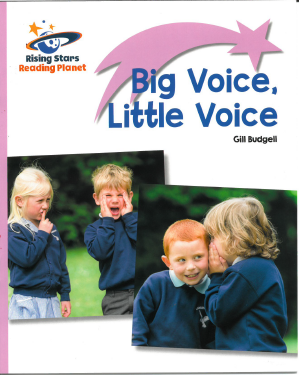 Rising Stars
Reading Planet
Big Voice,
Little Voice
Gill Budgell